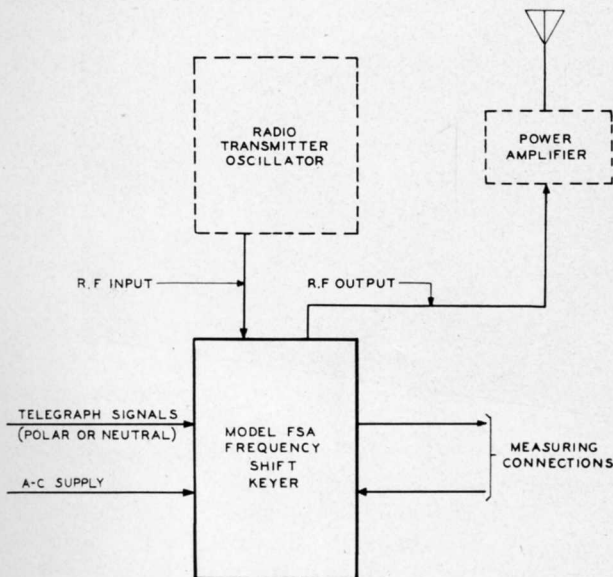 RADIO
TRANSMITTER
OSCILLATOR
POWER
AMPLIFIER
R.F INPUT
R.F OUTPUT
TELEGRAPH SIGNALS
(POLAR OR NEUTRAL)
A-C SUPPLY
MODEL FSA
FREQUENCY
SHIFT
KEYER
MEASURING
CONNECTIONS